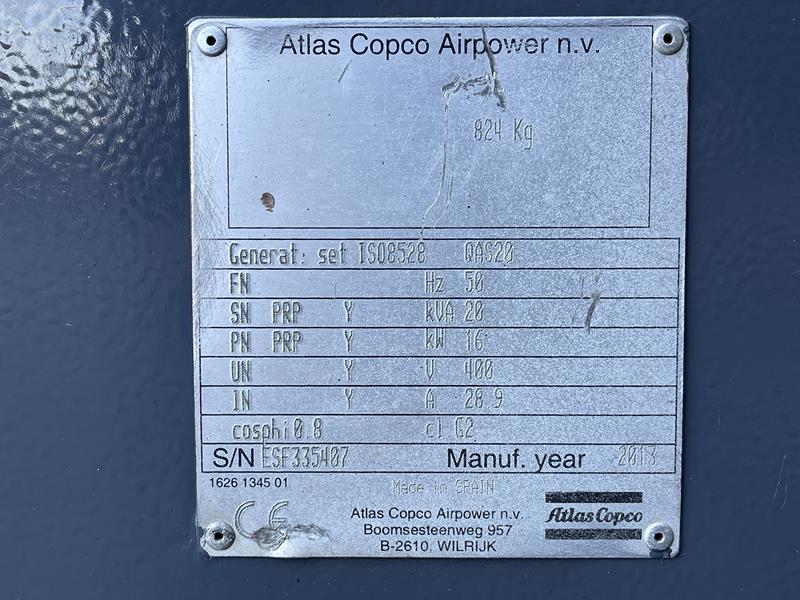 Atlas Copco Airpower n.v.
824 Kg
Generat: set ISO8528 QAS20
FN Hz 50
SN PRP Y kVA 20
PN PRP Y kW 16
UN Y V 400
IN Y A 28.9
cosphi 0.8 cl.G2
S/N ESF335407 Manuf. year 2013
1626 1345 01
Made in SPAIN
CE
Atlas Copco Airpower n.v.
Boomsesteenweg 957
B-2610, WILRIJK
Atlas Copco